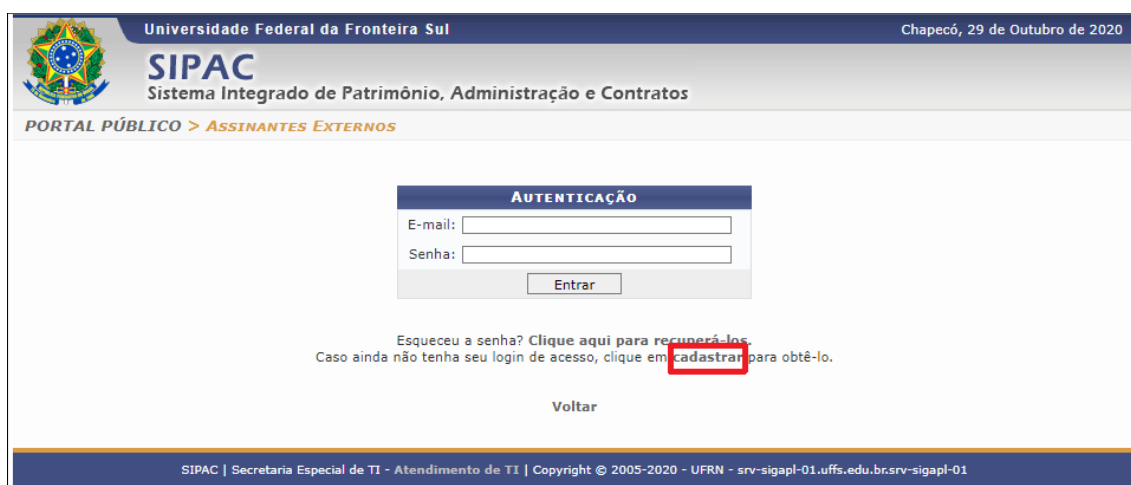 Universidade Federal da Fronteira Sul
Chapecó, 29 de Outubro de 2020
SIPAC
Sistema Integrado de Patrimônio, Administração e Contratos
PORTAL PÚBLICO > ASSINANTES EXTERNOS
AUTENTICAÇÃO
E-mail:
Senha:
Entrar
Esqueceu a senha? Clique aqui para recuperá-los.
Caso ainda não tenha seu login de acesso, clique em cadastrar para obtê-lo.
Voltar
SIPAC | Secretaria Especial de TI - Atendimento de TI | Copyright © 2005-2020 - UFRN - srv-sigapl-01.uffs.edu.br.srv-sigapl-01